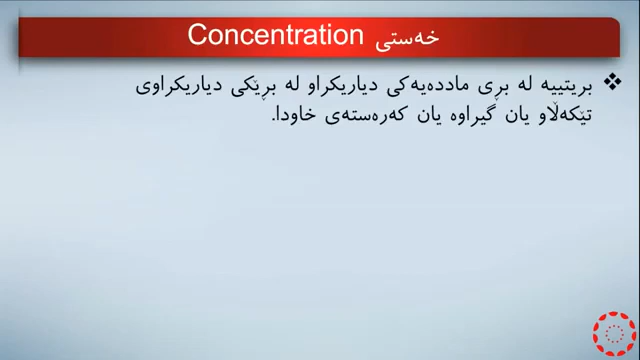 خەستی Concentration
❖ بریتییە لە بڕی ماددەیەکی دیاریکراو لە بڕێکی دیاریکراوی
تێکەڵاو یان گیراوە یان کەرەستەی خاودا.